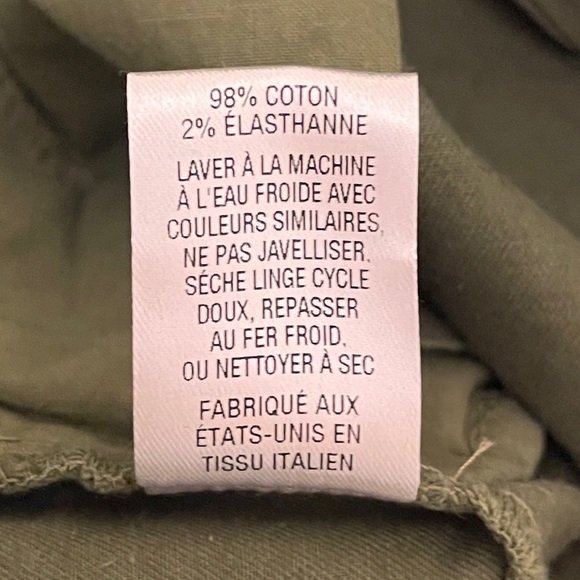 98% COTON
2% ÉLASTHANNE
LAVER À LA MACHINE
À L'EAU FROIDE AVEC
COULEURS SIMILAIRES,
NE PAS JAVELLISER.
SÉCHE LINGE CYCLE
DOUX, REPASSER
AU FER FROID,
OU NETTOYER À SEC
FABRIQUÉ AUX
ÉTATS-UNIS EN
TISSU ITALIEN